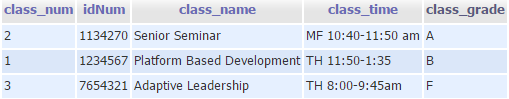 class_num idNum class_name class_time class_grade
2 1134270 Senior Seminar MF 10:40-11:50 am A
1 1234567 Platform Based Development TH 11:50-1:35 B
3 7654321 Adaptive Leadership TH 8:00-9:45am F